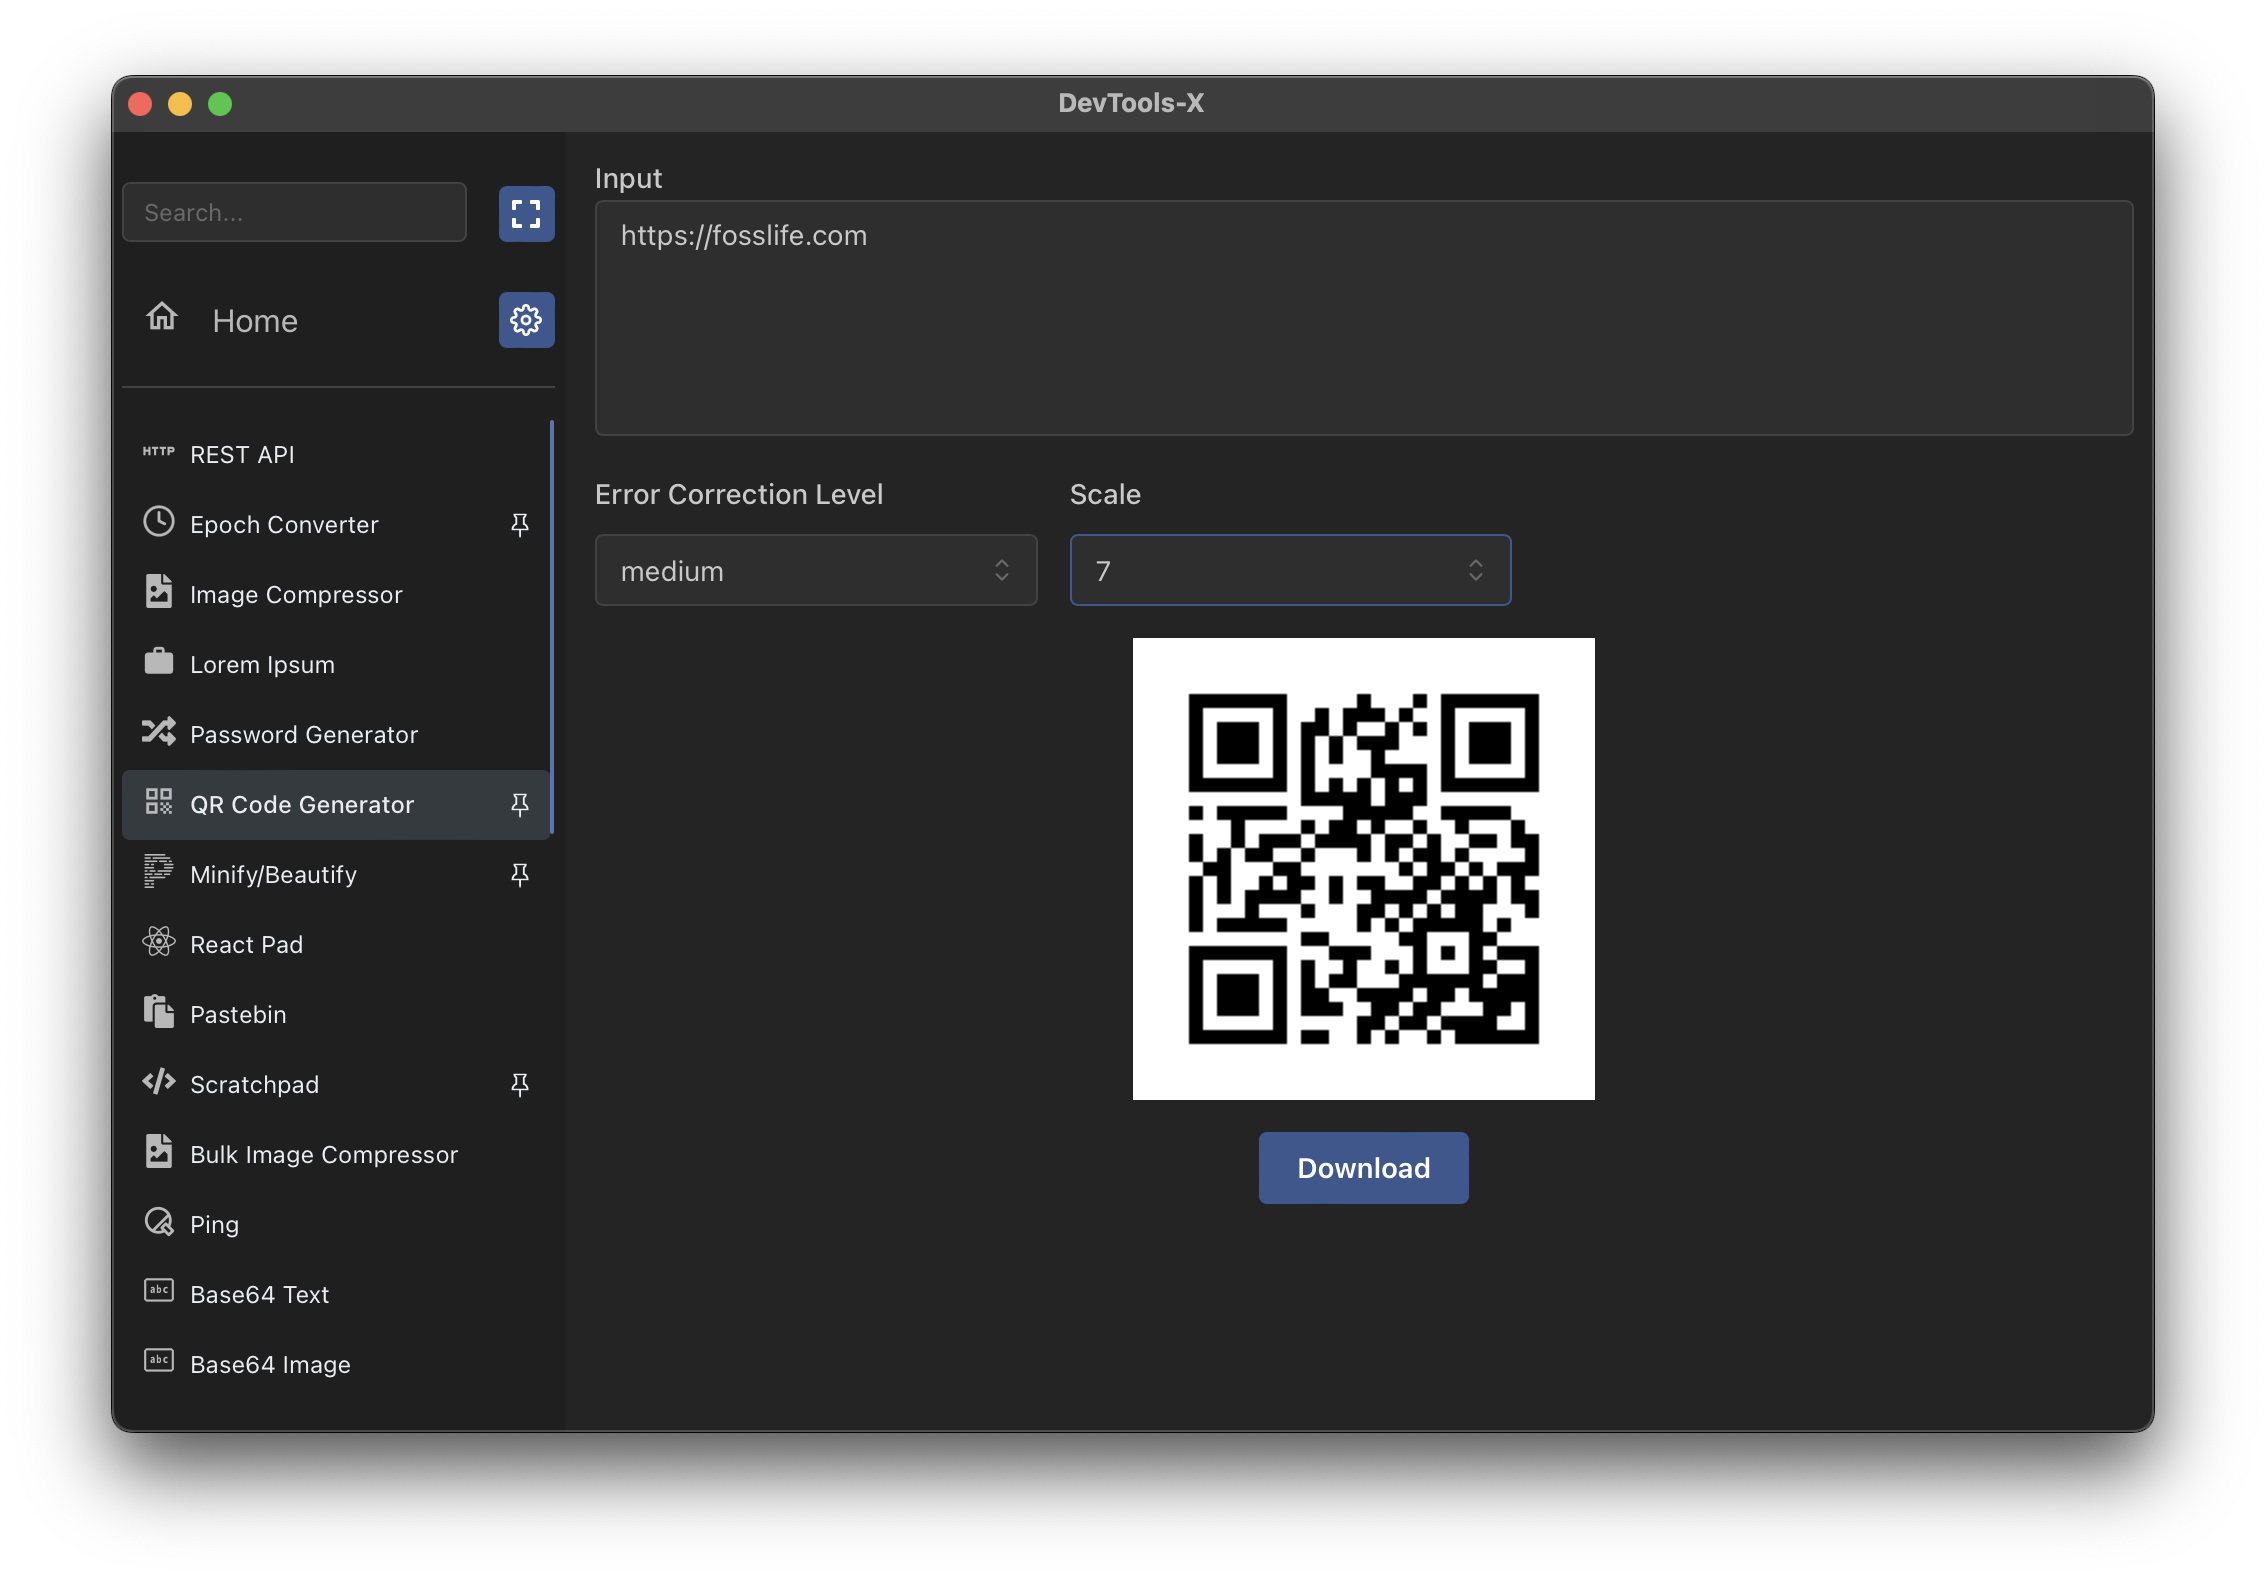 DevTools-X
Search...
Home
HTTP REST API
Epoch Converter
Image Compressor
Lorem Ipsum
Password Generator
QR Code Generator
Minify/Beautify
React Pad
Pastebin
Scratchpad
Bulk Image Compressor
Ping
abc Base64 Text
abc Base64 Image
Input
https://fosslife.com
Error Correction Level
Scale
medium
7
Download